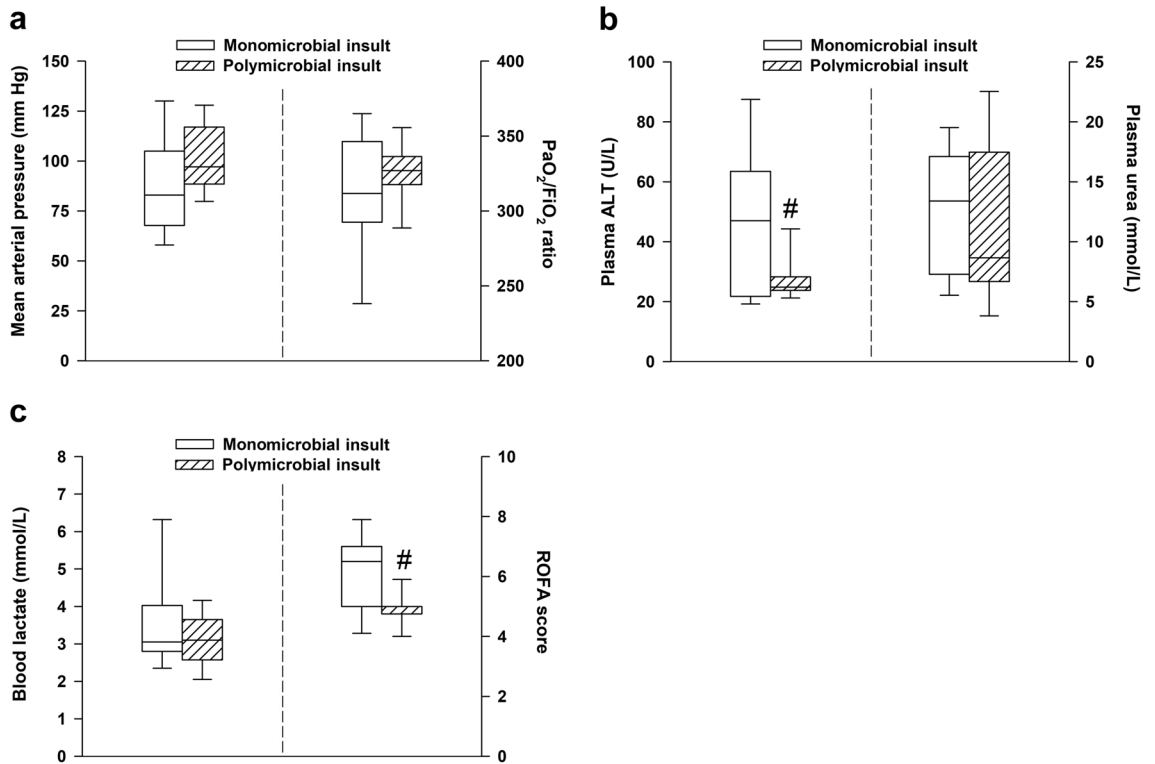 a
Monomicrobial insult
Polymicrobial insult
Mean arterial pressure (mm Hg)
150
125
100
75
50
25
0
400
350
300
250
200
PaO2/FiO2 ratio
b
Monomicrobial insult
Polymicrobial insult
Plasma ALT (U/L)
100
80
60
40
20
0
#
25
20
15
10
5
0
Plasma urea (mmol/L)
c
Monomicrobial insult
Polymicrobial insult
Blood lactate (mmol/L)
8
7
6
5
4
3
2
1
0
#
10
8
6
4
2
0
ROFA score